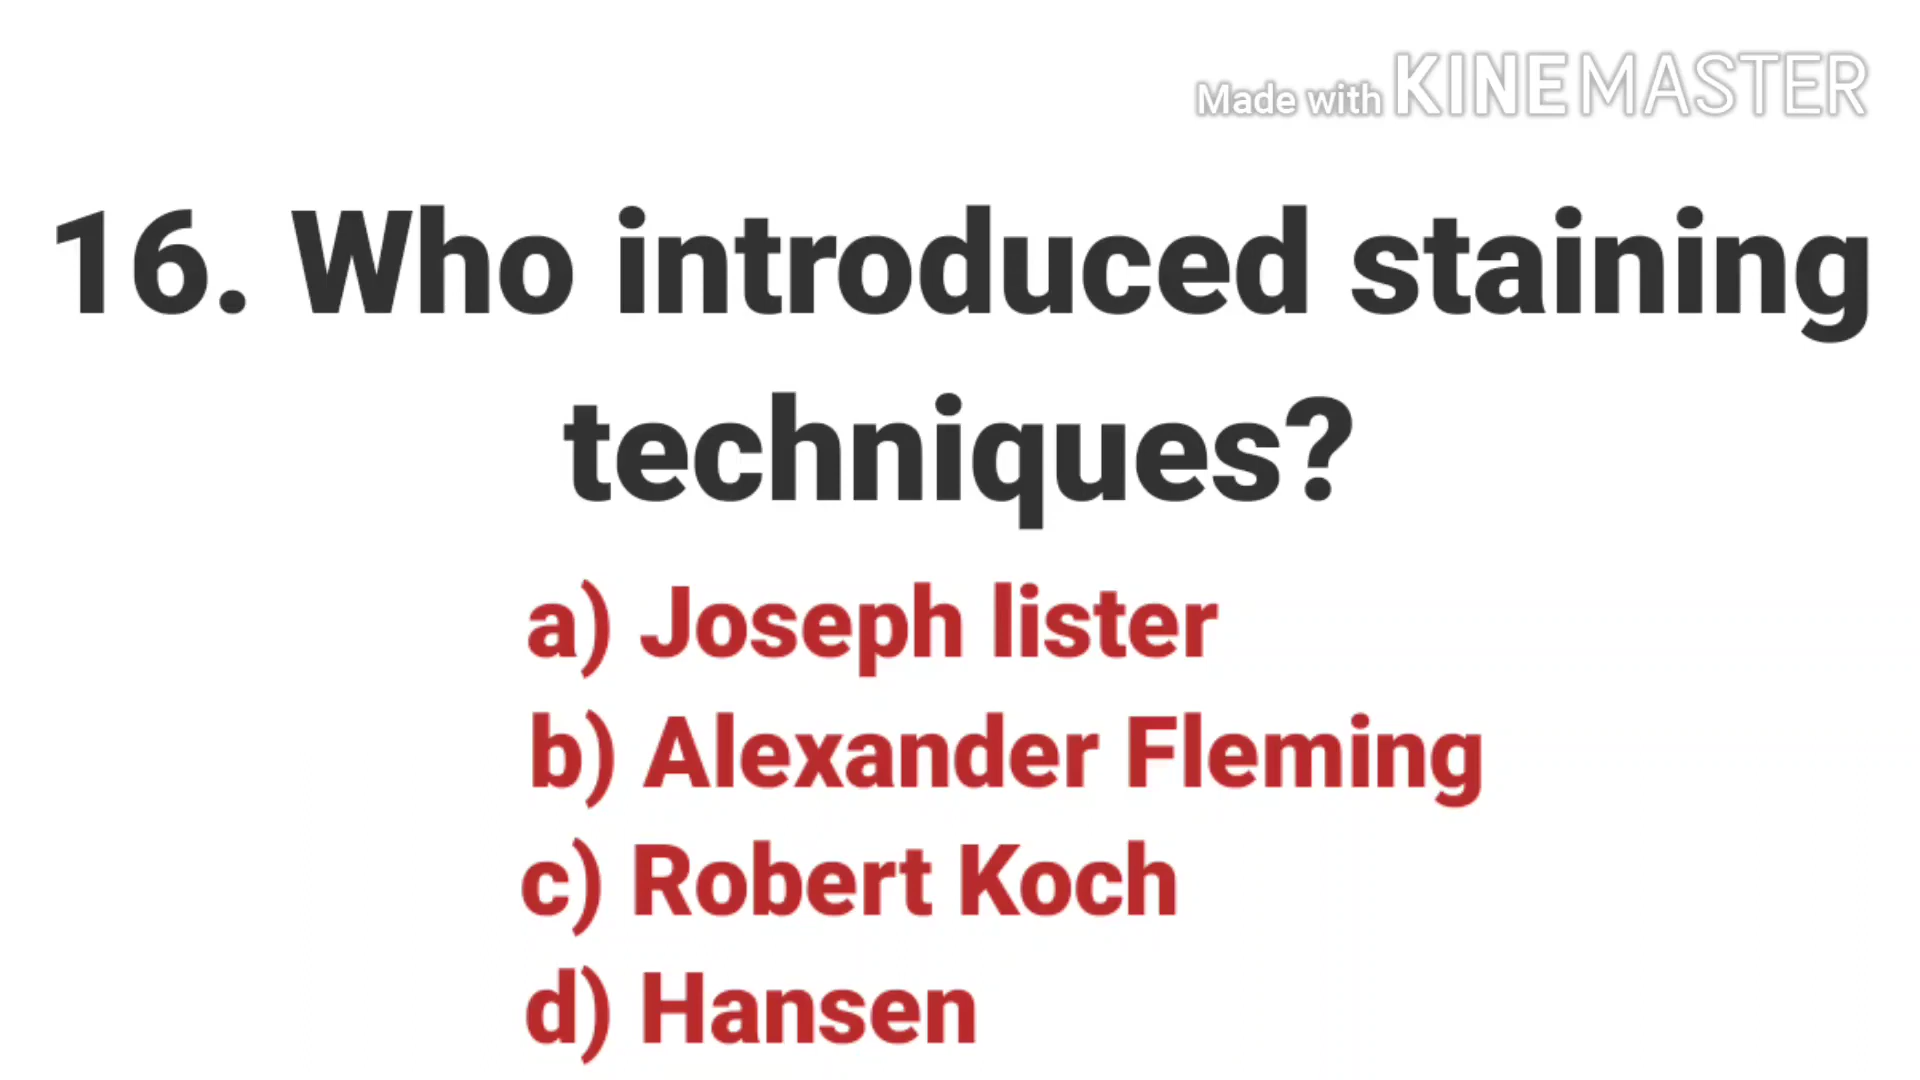 Made with KINEMASTER
16. Who introduced staining
techniques?
a) Joseph lister
b) Alexander Fleming
c) Robert Koch
d) Hansen